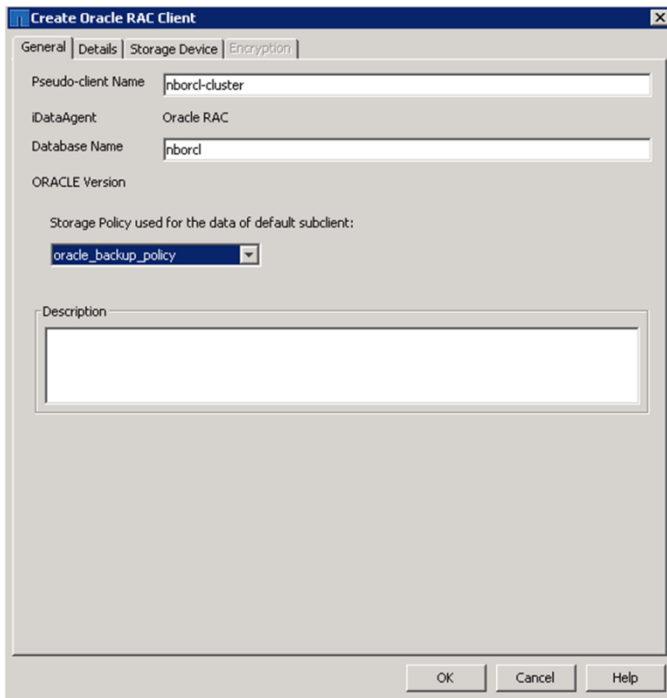 Create Oracle RAC Client
General Details Storage Device Encryption
Pseudo-client Name nborcl-cluster
iDataAgent Oracle RAC
Database Name nborcl
ORACLE Version
Storage Policy used for the data of default subclient:
oracle_backup_policy
Description
OK Cancel Help